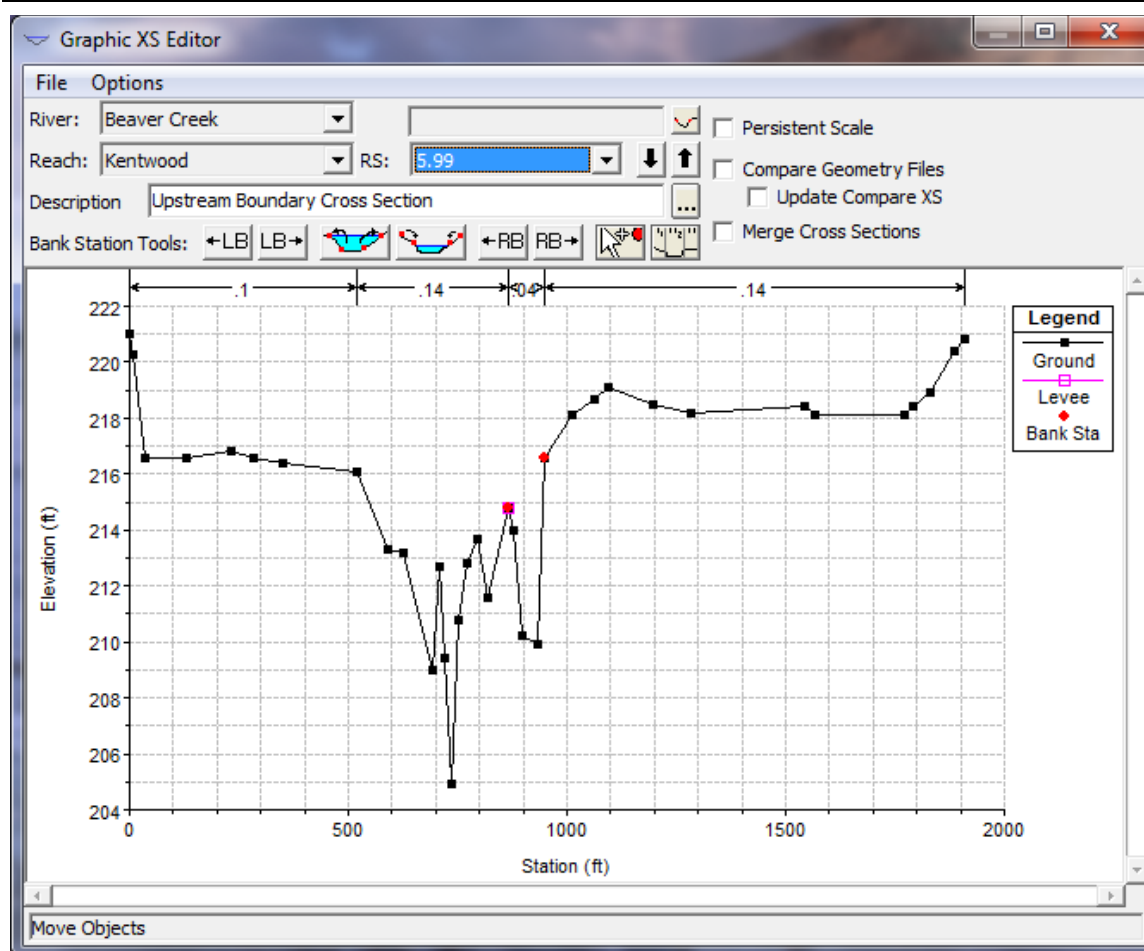 Graphic XS Editor
File Options
River: Beaver Creek
Persistent Scale
Reach: Kentwood RS: 5.99
Compare Geometry Files
Description Upstream Boundary Cross Section ...
Update Compare XS
Bank Station Tools: LB LB RB RB
Merge Cross Sections
.1 .14 .04 .14
222
220
218
216
214
212
210
208
206
204
Elevation (ft)
0 500 1000 1500 2000
Station (ft)
Legend
Ground
Levee
Bank Sta
Move Objects